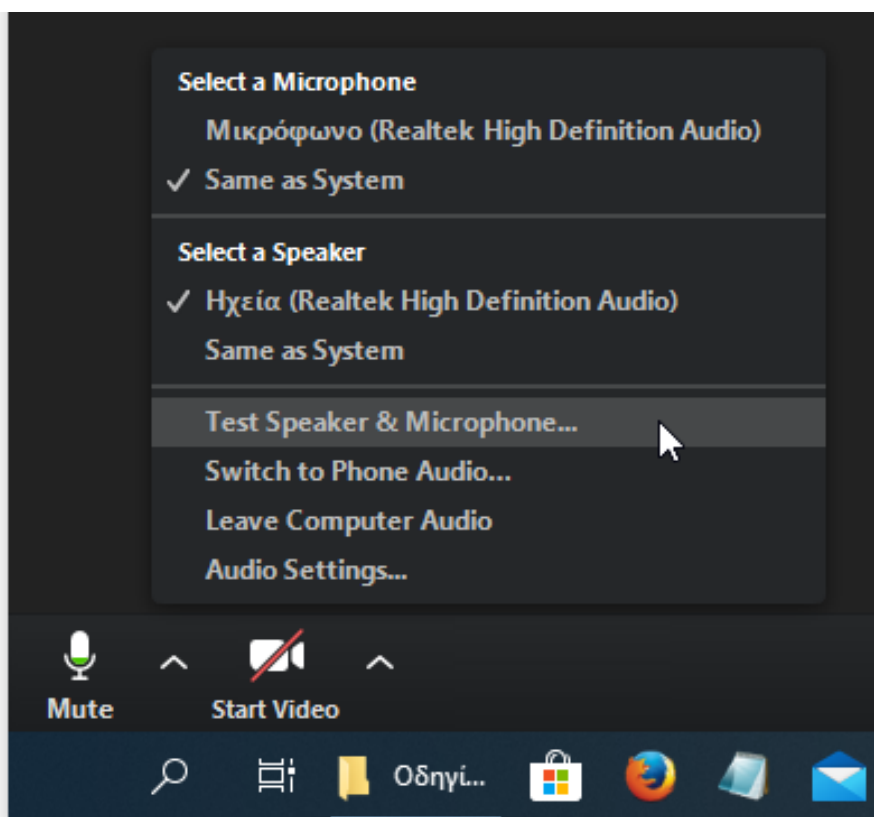 Select a Microphone
Μικρόφωνο (Realtek High Definition Audio)
Same as System
Select a Speaker
Ηχεία (Realtek High Definition Audio)
Same as System
Test Speaker & Microphone...
Switch to Phone Audio...
Leave Computer Audio
Audio Settings...
Mute
Start Video
Οδηγί...